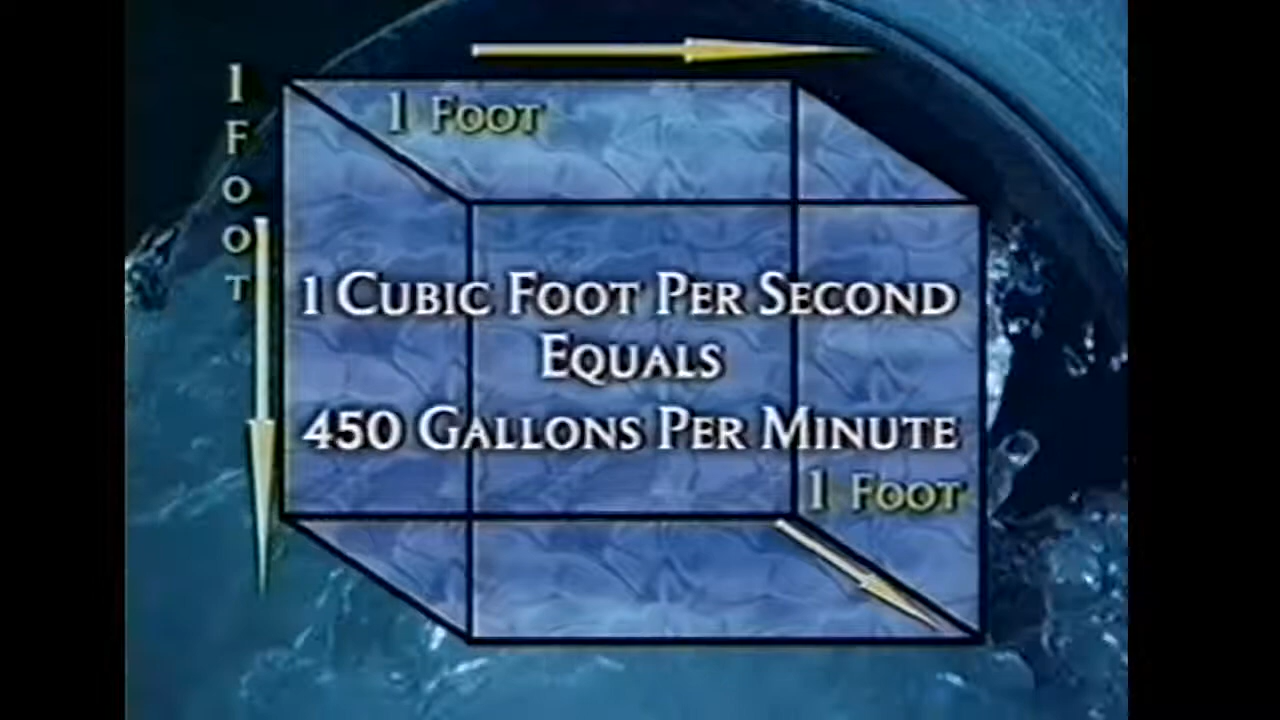 1 Foot
1 Foot
1 Cubic Foot Per Second
Equals
450 Gallons Per Minute
1 Foot